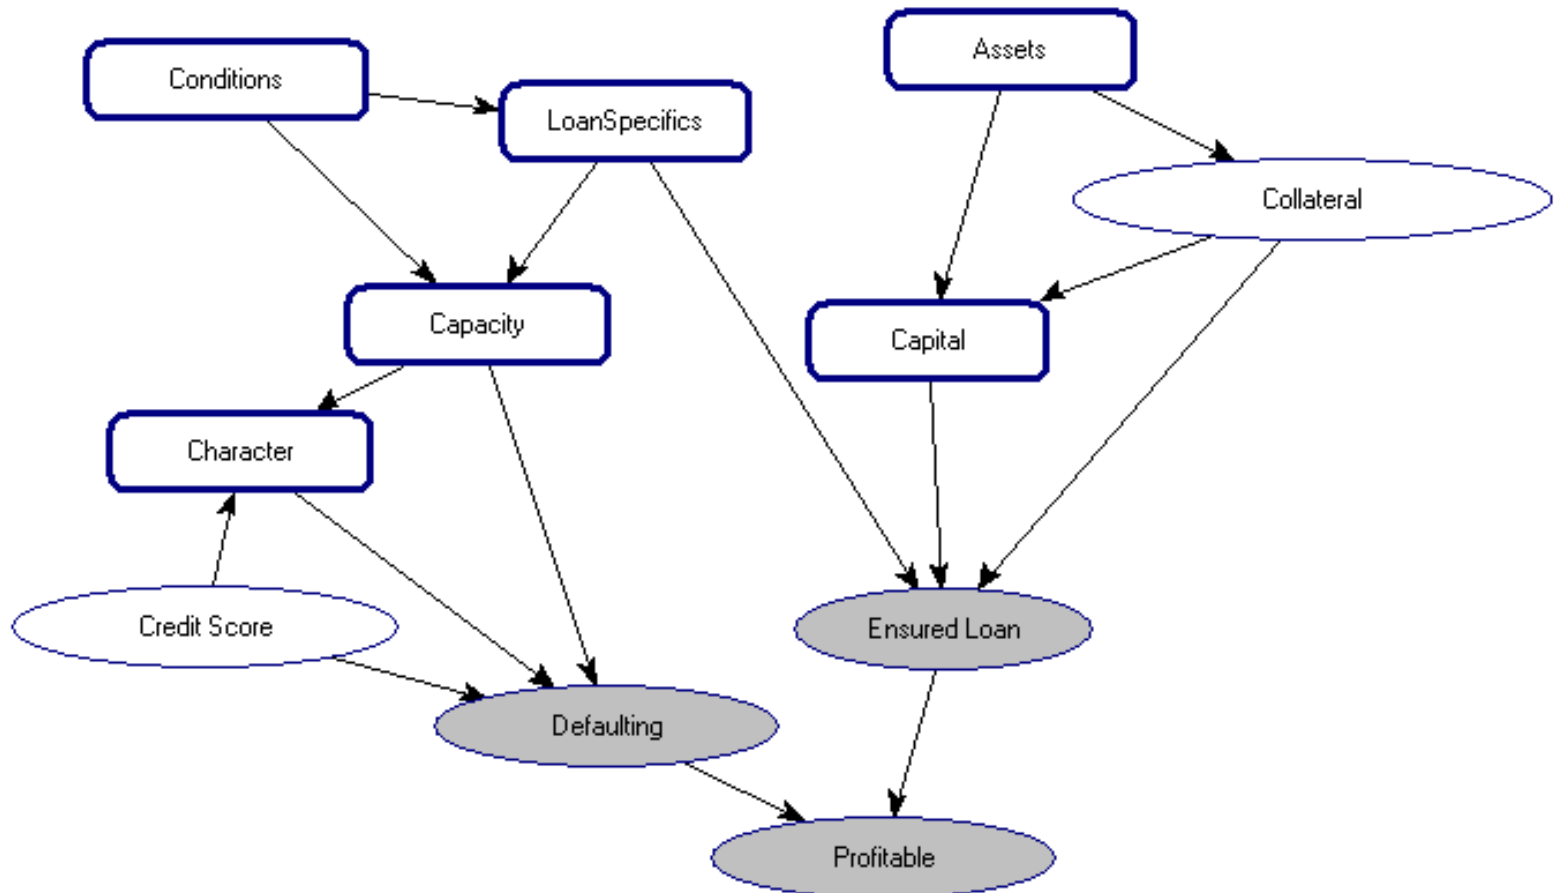 Assets
Conditions
LoanSpecifics
Collateral
Capacity
Capital
Character
Credit Score
Ensured Loan
Defaulting
Profitable